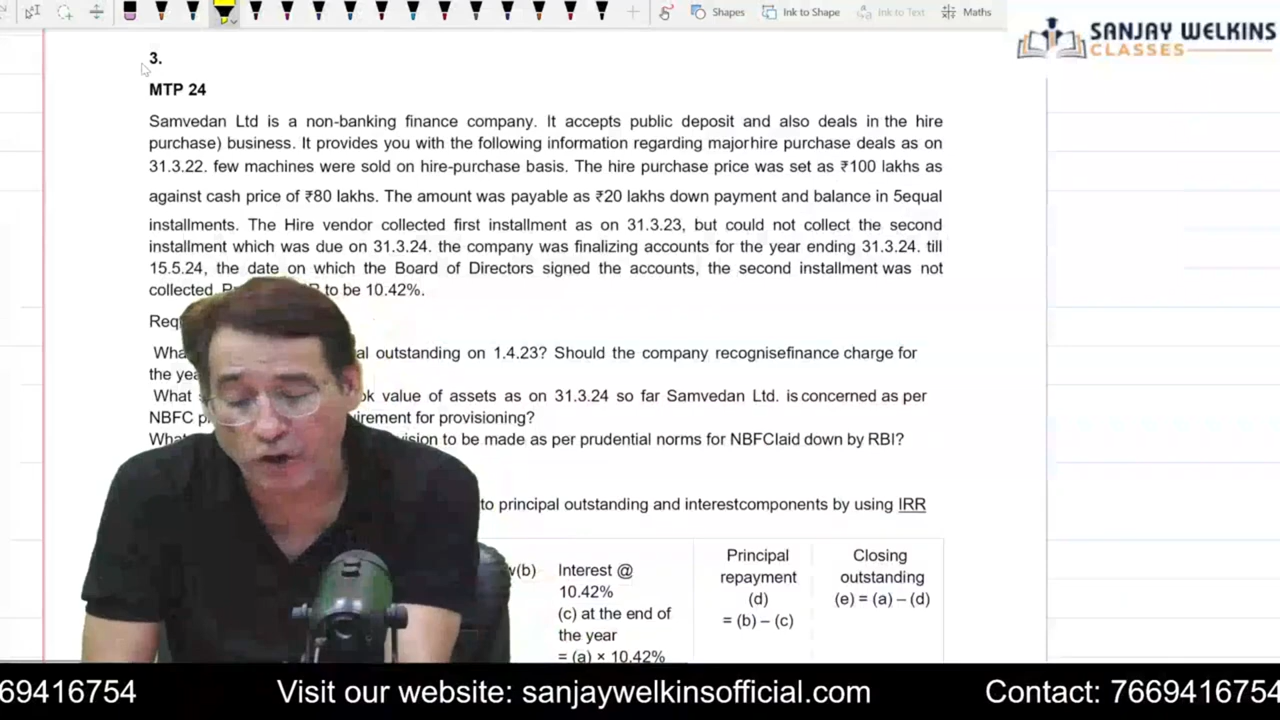 Shapes Ink to Shape Ink to Text Maths
SANJAY WELKINS
CLASSES
3.
MTP 24
Samvedan Ltd is a non-banking finance company. It accepts public deposit and also deals in the hire
purchase) business. It provides you with the following information regarding majorhire purchase deals as on
31.3.22. few machines were sold on hire-purchase basis. The hire purchase price was set as ₹100 lakhs as
against cash price of ₹80 lakhs. The amount was payable as ₹20 lakhs down payment and balance in 5equal
installments. The Hire vendor collected first installment as on 31.3.23, but could not collect the second
installment which was due on 31.3.24. the company was finalizing accounts for the year ending 31.3.24. till
15.5.24, the date on which the Board of Directors signed the accounts, the second installment was not
collected. to be 10.42%.
outstanding on 1.4.23? Should the company recognisefinance charge for
the
What value of assets as on 31.3.24 so far Samvedan Ltd. is concerned as per
NBFC for provisioning?
to be made as per prudential norms for NBFClaid down by RBI?
to principal outstanding and interestcomponents by using IRR
(b) Interest @ Principal Closing
10.42% repayment outstanding
(c) at the end of (d) (e) = (a) – (d)
the year = (b) – (c)
= (a) × 10.42%
69416754 Visit our website: sanjaywelkinsofficial.com Contact: 7669416754